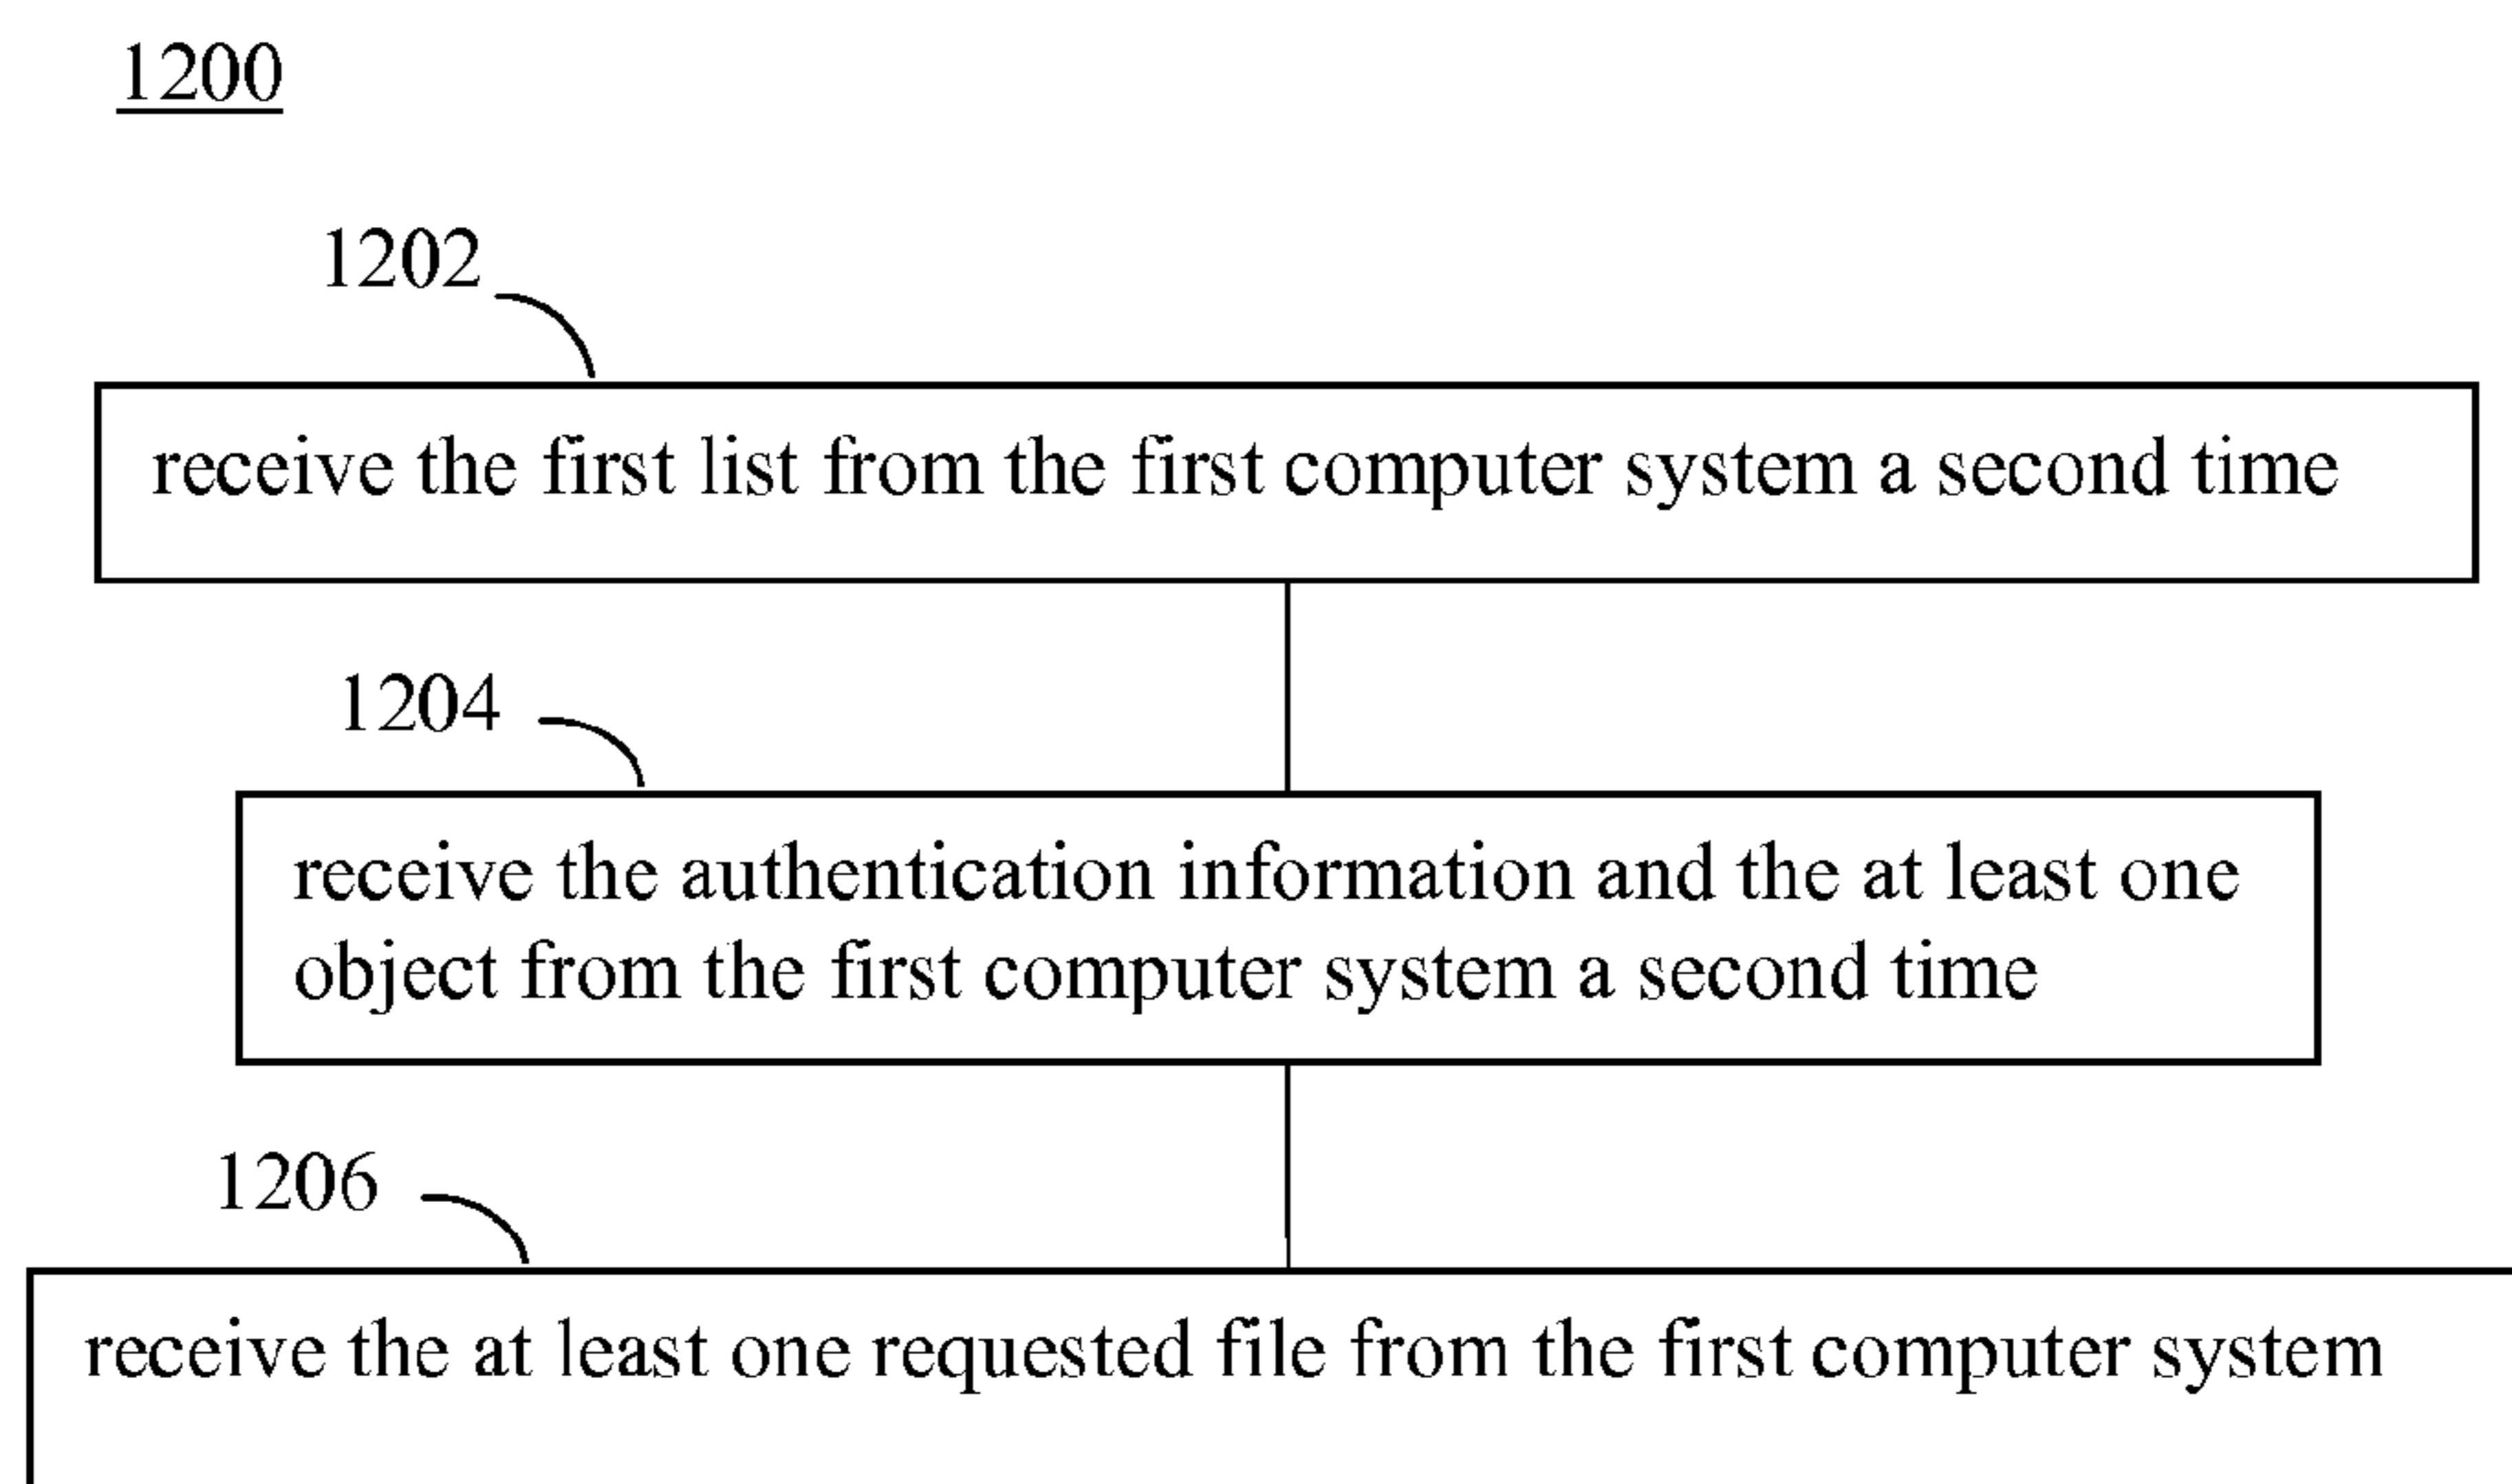 1200
1202
receive the first list from the first computer system a second time
1204
receive the authentication information and the at least one
object from the first computer system a second time
1206
receive the at least one requested file from the first computer system